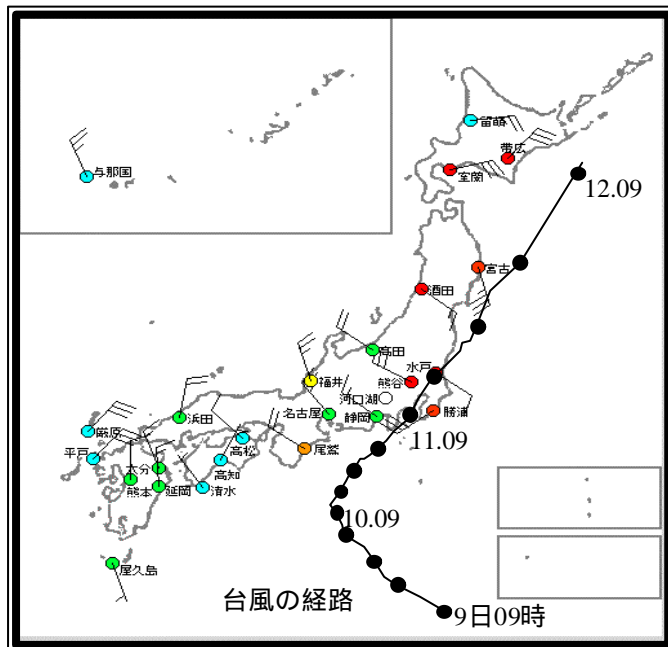 留萌
帯広
室蘭
与那国
12.09
宮古
酒田
高田
水戸
福井
熊谷
河口湖
名古屋
静岡
勝浦
浜田
厳原
11.09
高松
尾鷲
平戸
大分
高知
熊本
延岡
清水
10.09
屋久島
台風の経路
9日09時